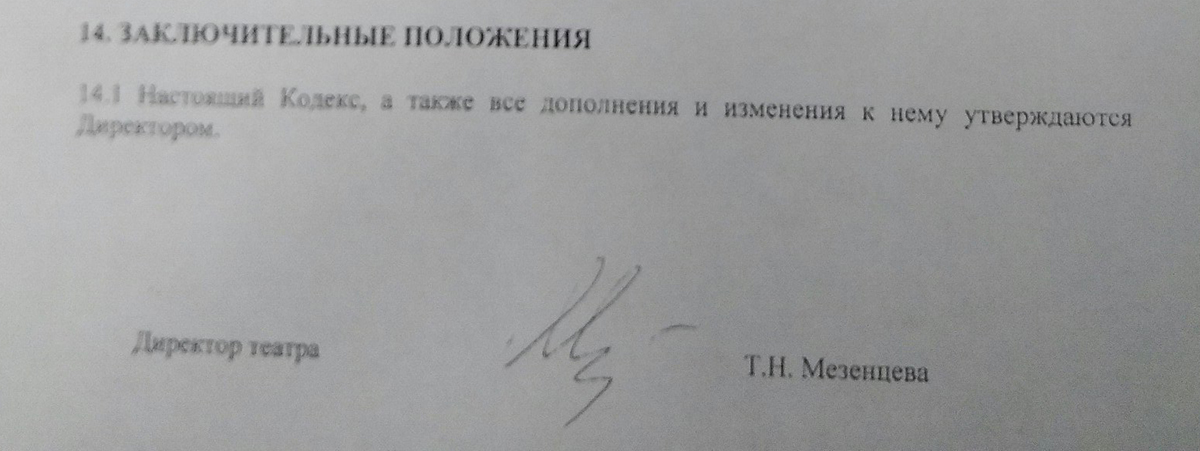 14. ЗАКЛЮЧИТЕЛЬНЫЕ ПОЛОЖЕНИЯ
14.1 Настоящий Кодекс, а также все дополнения и изменения к нему утверждаются
Директором.
Директор театра
Т.Н. Мезенцева